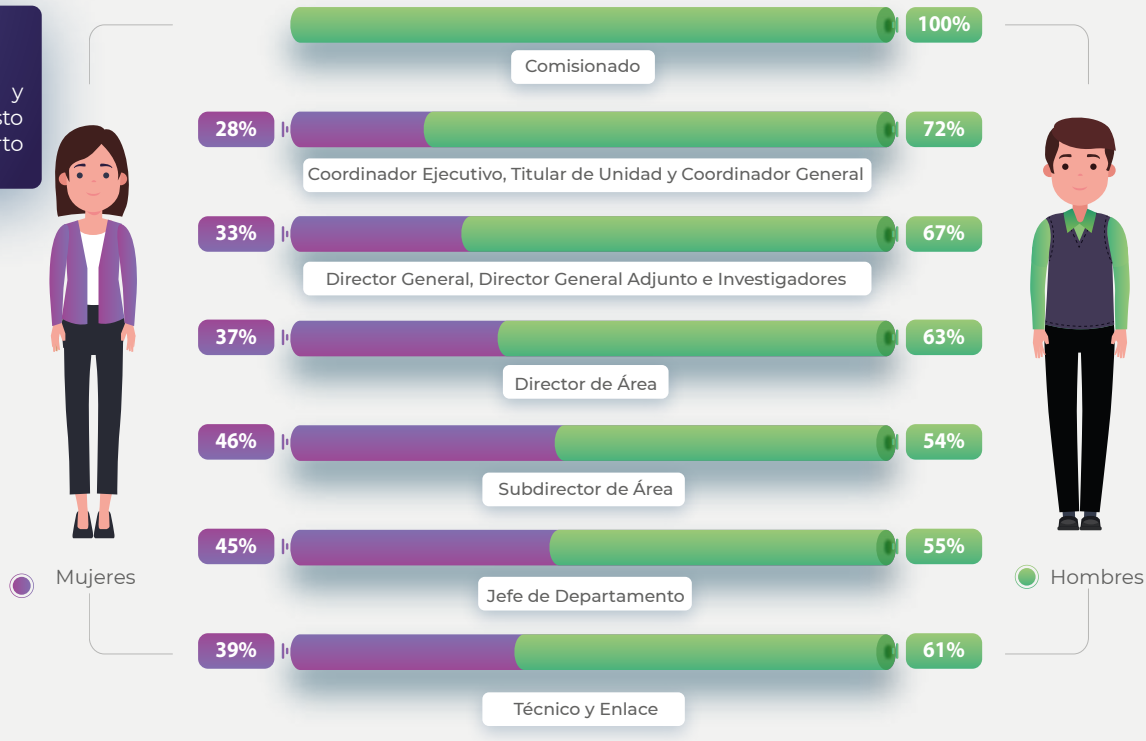 y
100%
Comisionado
28%
72%
Coordinador Ejecutivo, Titular de Unidad y Coordinador General
33%
67%
Director General, Director General Adjunto e Investigadores
37%
63%
Director de Área
46%
54%
Subdirector de Área
45%
55%
Jefe de Departamento
Mujeres
Hombres
39%
61%
Técnico y Enlace